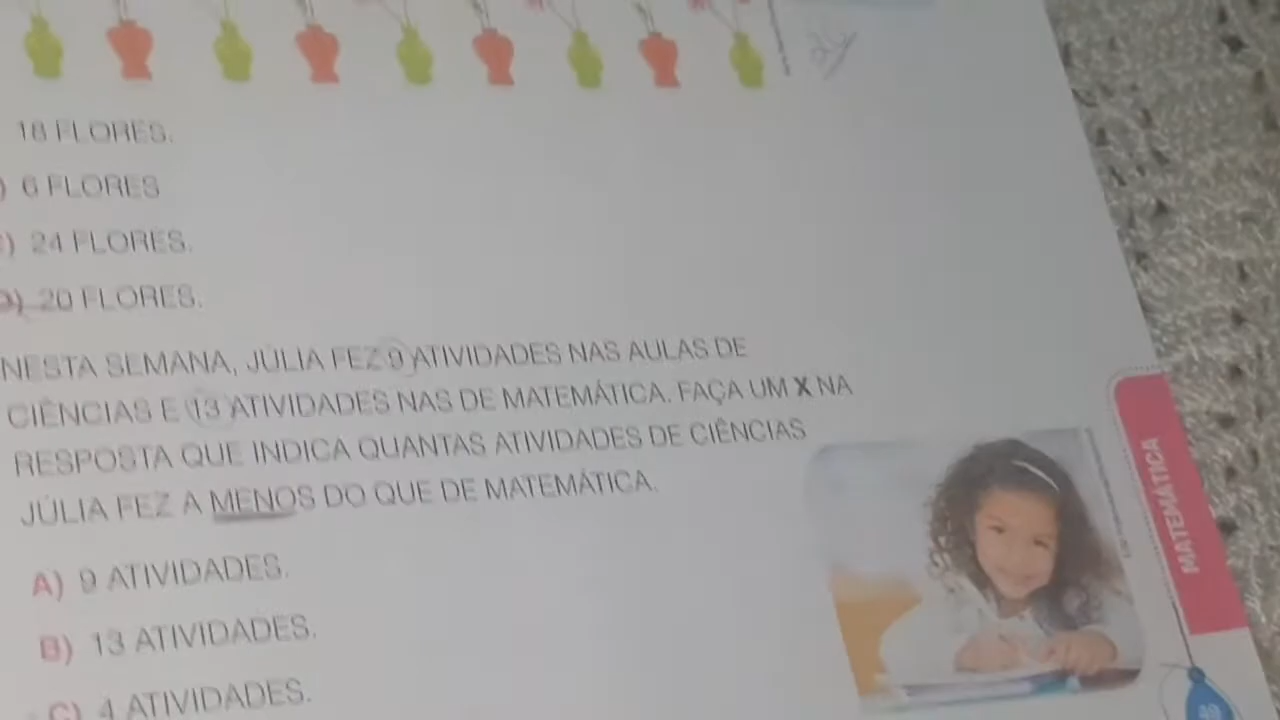 18 FLORES.
) 6 FLORES
) 24 FLORES.
D) 20 FLORES.
NESTA SEMANA, JÚLIA FEZ 9 ATIVIDADES NAS AULAS DE
CIÊNCIAS E 13 ATIVIDADES NAS DE MATEMÁTICA. FAÇA UM X NA
RESPOSTA QUE INDICA QUANTAS ATIVIDADES DE CIÊNCIAS
JÚLIA FEZ A MENOS DO QUE DE MATEMÁTICA.
A) 9 ATIVIDADES.
B) 13 ATIVIDADES.
C) 4 ATIVIDADES.
MATEMÁTICA